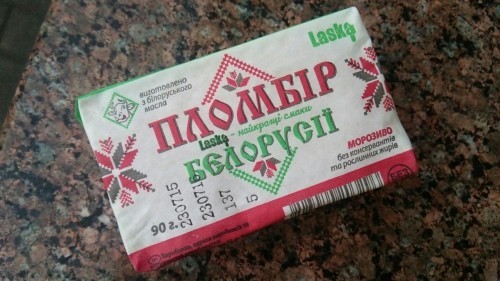 Laska
виготовлено
з білоруського
масла
ПЛОМБІР
Laska - найкращі смаки
БЕЛОРУСІЇ
МОРОЗИВО
без консервантів
та рослинних жирів
90 г.
230715
230716
137
5